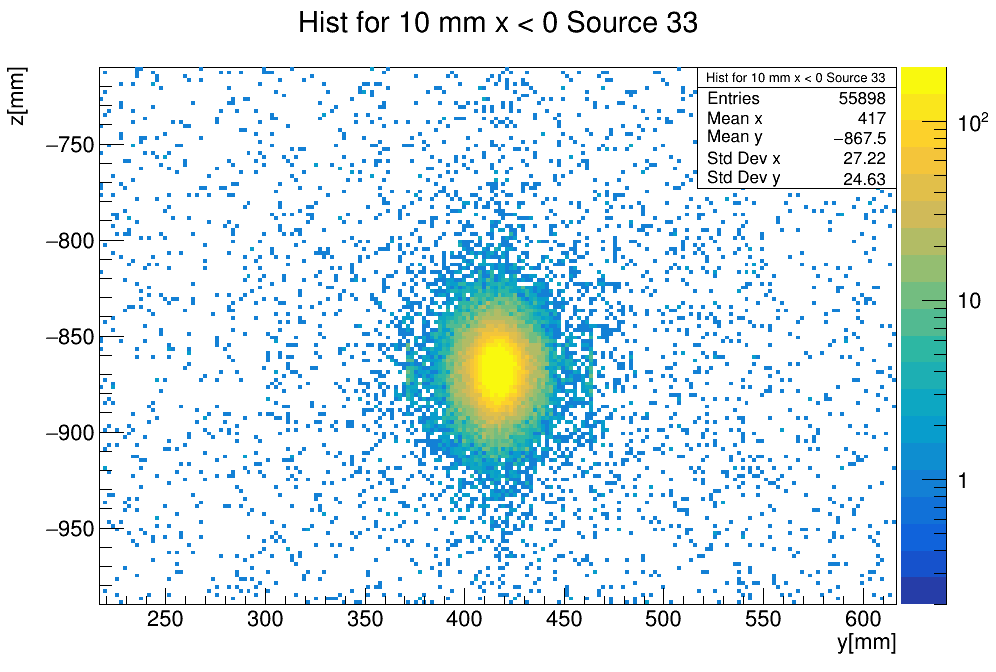 Hist for 10 mm x < 0 Source 33
z[mm]
Hist for 10 mm x < 0 Source 33
Entries 55898
Mean x 417
Mean y −867.5
Std Dev x 27.22
Std Dev y 24.63
10²
10
1
−750
−800
−850
−900
−950
250 300 350 400 450 500 550 600
y[mm]